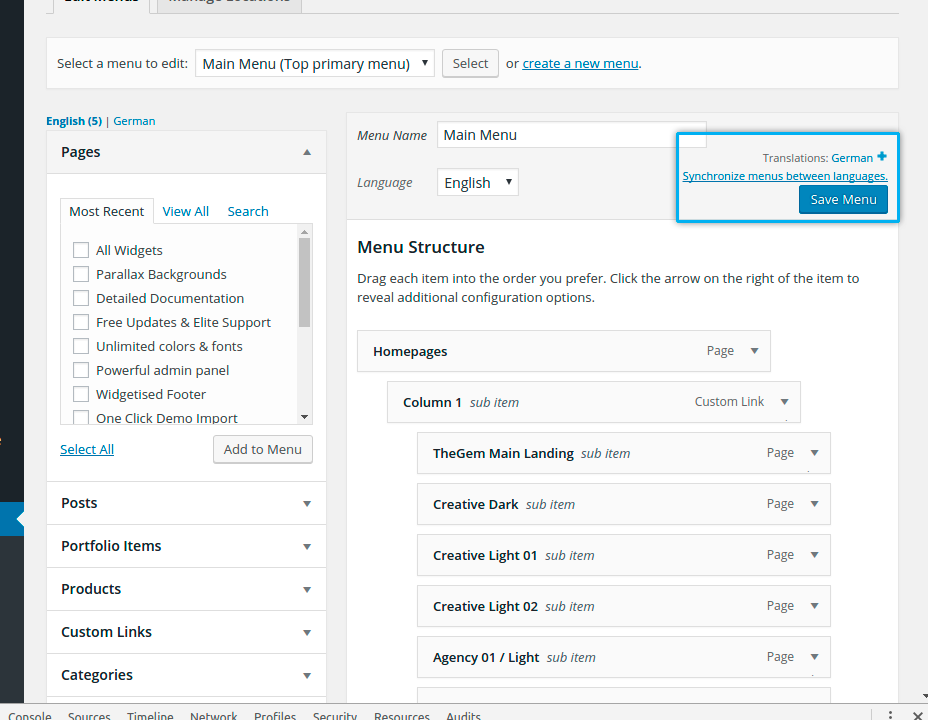 Edit Menus Manage Locations
Select a menu to edit: Main Menu (Top primary menu) Select or create a new menu.
English (5) | German
Pages
Most Recent View All Search
All Widgets
Parallax Backgrounds
Detailed Documentation
Free Updates & Elite Support
Unlimited colors & fonts
Powerful admin panel
Widgetised Footer
One Click Demo Import
Select All Add to Menu
Posts
Portfolio Items
Products
Custom Links
Categories
Menu Name Main Menu
Language English
Translations: German
Synchronize menus between languages.
Save Menu
Menu Structure
Drag each item into the order you prefer. Click the arrow on the right of the item to
reveal additional configuration options.
Homepages Page
Column 1 sub item Custom Link
TheGem Main Landing sub item Page
Creative Dark sub item Page
Creative Light 01 sub item Page
Creative Light 02 sub item Page
Agency 01 / Light sub item Page
Console Sources Timeline Network Profiles Security Resources Audits